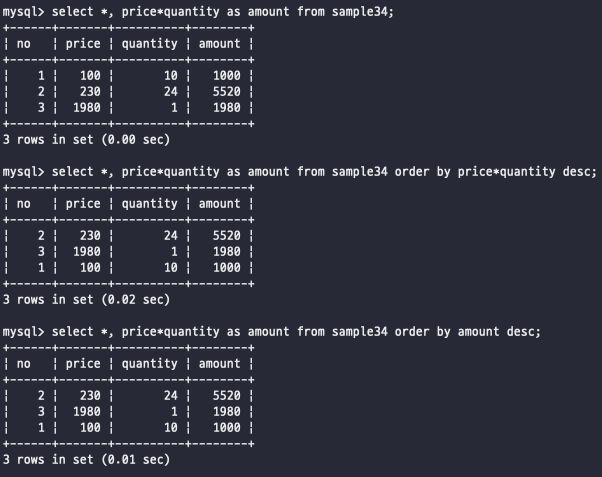 mysql> select *, price*quantity as amount from sample34;
+------+-------+----------+--------+
| no   | price | quantity | amount |
+------+-------+----------+--------+
|    1 |   100 |       10 |   1000 |
|    2 |   230 |       24 |   5520 |
|    3 |  1980 |        1 |   1980 |
+------+-------+----------+--------+
3 rows in set (0.00 sec)
mysql> select *, price*quantity as amount from sample34 order by price*quantity desc;
+------+-------+----------+--------+
| no   | price | quantity | amount |
+------+-------+----------+--------+
|    2 |   230 |       24 |   5520 |
|    3 |  1980 |        1 |   1980 |
|    1 |   100 |       10 |   1000 |
+------+-------+----------+--------+
3 rows in set (0.02 sec)
mysql> select *, price*quantity as amount from sample34 order by amount desc;
+------+-------+----------+--------+
| no   | price | quantity | amount |
+------+-------+----------+--------+
|    2 |   230 |       24 |   5520 |
|    3 |  1980 |        1 |   1980 |
|    1 |   100 |       10 |   1000 |
+------+-------+----------+--------+
3 rows in set (0.01 sec)